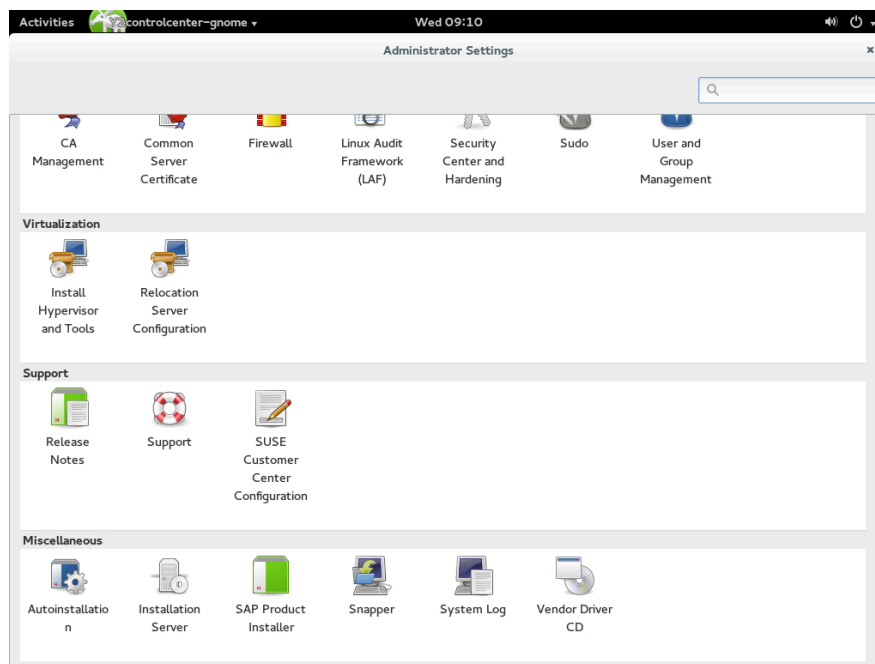 Activities Y2controlcenter-gnome Wed 09:10
Administrator Settings
CA Management
Common Server Certificate
Firewall
Linux Audit Framework (LAF)
Security Center and Hardening
Sudo
User and Group Management
Virtualization
Install Hypervisor and Tools
Relocation Server Configuration
Support
Release Notes
Support
SUSE Customer Center Configuration
Miscellaneous
Autoinstallatio n
Installation Server
SAP Product Installer
Snapper
System Log
Vendor Driver CD